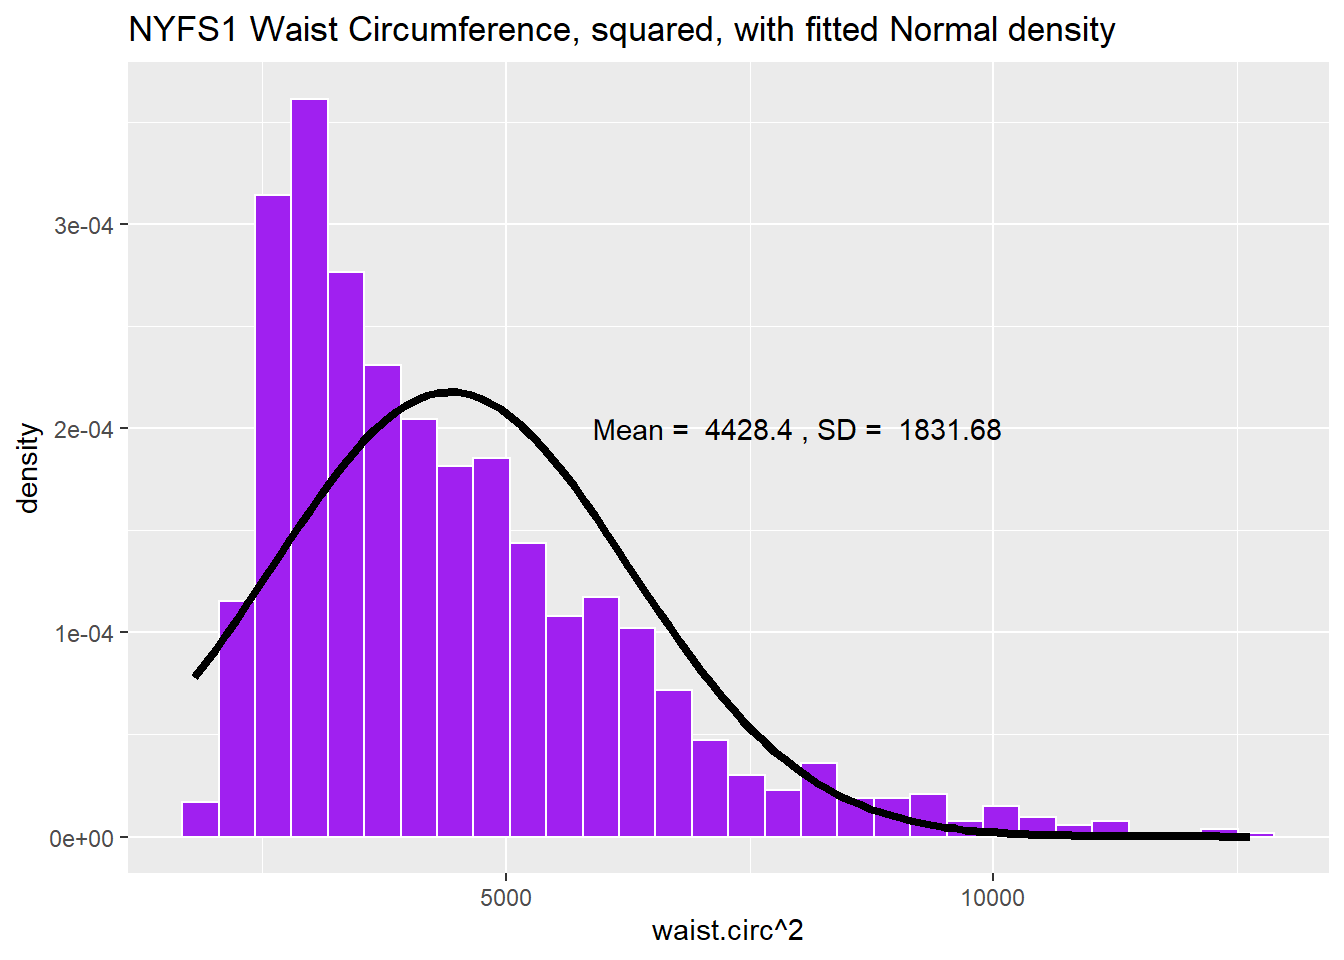 NYFS1 Waist Circumference, squared, with fitted Normal density
3e-04
2e-04
1e-04
0e+00
density
Mean =  4428.4 , SD =  1831.68
5000
10000
waist.circ^2